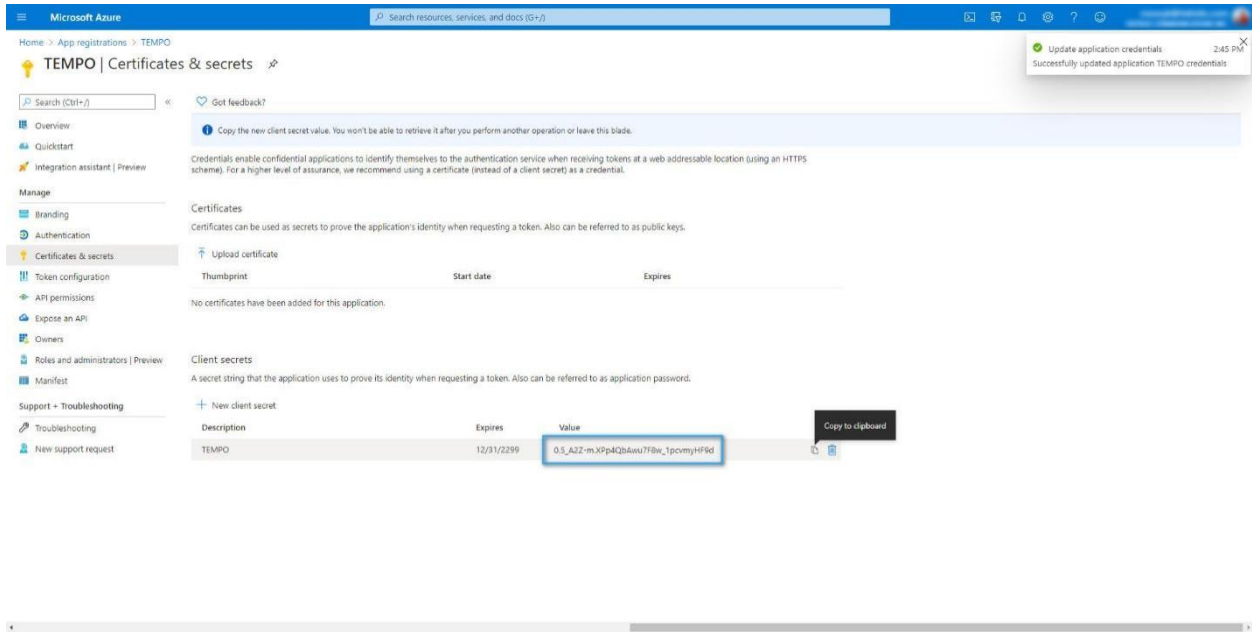 Microsoft Azure
Search resources, services, and docs (G+/)
Home > App registrations > TEMPO
TEMPO | Certificates & secrets
Update application credentials 2:45 PM
Successfully updated application TEMPO credentials
Search (Ctrl+/)
Overview
Quickstart
Integration assistant | Preview
Manage
Branding
Authentication
Certificates & secrets
Token configuration
API permissions
Expose an API
Owners
Roles and administrators | Preview
Manifest
Support + Troubleshooting
Troubleshooting
New support request
Got feedback?
Copy the new client secret value. You won't be able to retrieve it after you perform another operation or leave this blade.
Credentials enable confidential applications to identify themselves to the authentication service when receiving tokens at a web addressable location (using an HTTPS
scheme). For a higher level of assurance, we recommend using a certificate (instead of a client secret) as a credential.
Certificates
Certificates can be used as secrets to prove the application's identity when requesting a token. Also can be referred to as public keys.
Upload certificate
Thumbprint Start date Expires
No certificates have been added for this application.
Client secrets
A secret string that the application uses to prove its identity when requesting a token. Also can be referred to as application password.
New client secret
Description Expires Value
Copy to clipboard
TEMPO 12/31/2299 0.5_A2Z-m.XPp4QbAwu7F8w_1pcvmyHF9d